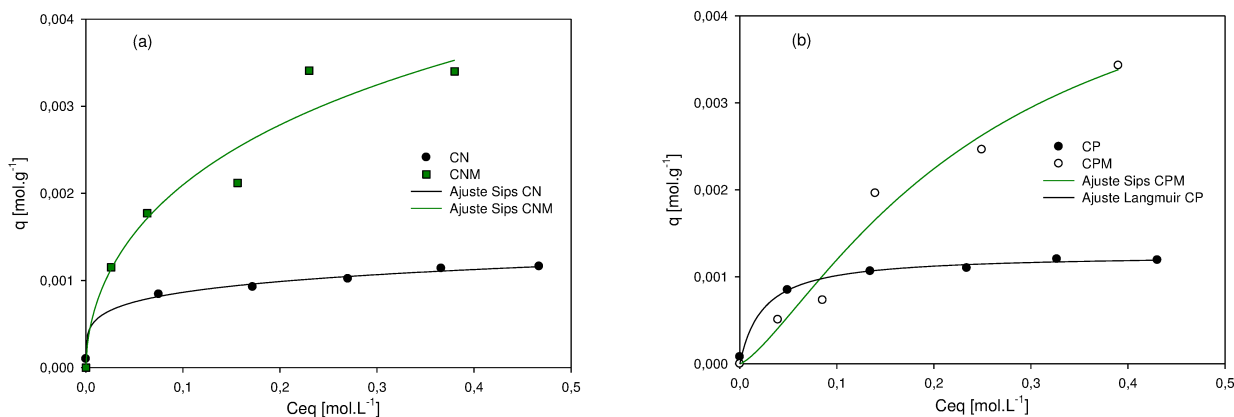 (a)
0,004
0,003
0,002
0,001
0,000
q [mol.g⁻¹]
CN
CNM
Ajuste Sips CN
Ajuste Sips CNM
0,0 0,1 0,2 0,3 0,4 0,5
Ceq [mol.L⁻¹]
(b)
0,004
0,003
0,002
0,001
0,000
q [mol.g⁻¹]
CP
CPM
Ajuste Sips CPM
Ajuste Langmuir CP
0,0 0,1 0,2 0,3 0,4 0,5
Ceq [mol.L⁻¹]